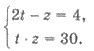 2t − z = 4,
t · z = 30.